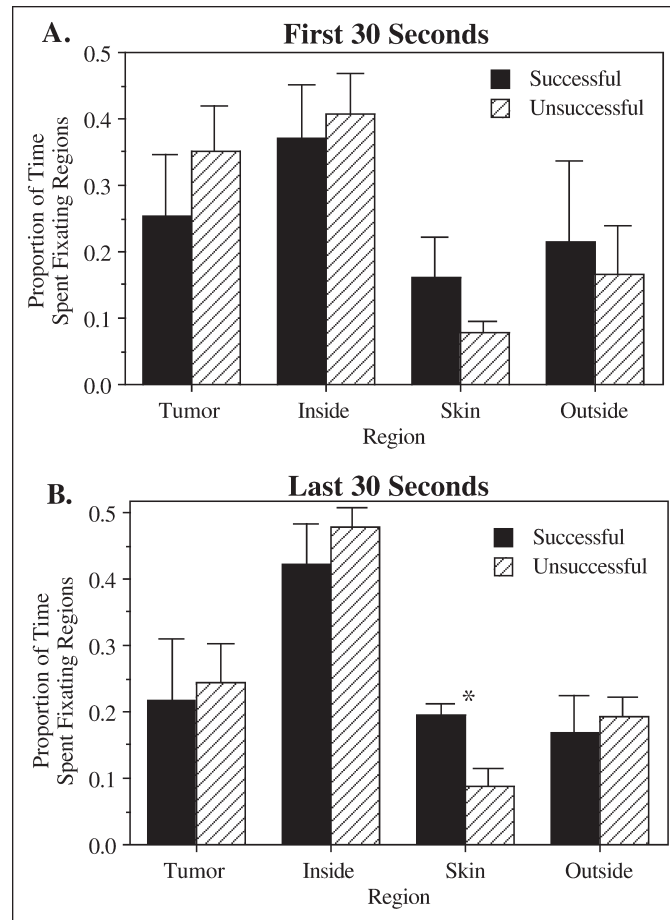 A.
First 30 Seconds
0.5
0.4
0.3
0.2
0.1
0.0
Proportion of Time
Spent Fixating Regions
Successful
Unsuccessful
Tumor Inside Skin Outside
Region
B.
Last 30 Seconds
0.5
0.4
0.3
0.2
0.1
0.0
Proportion of Time
Spent Fixating Regions
Successful
Unsuccessful
*
Tumor Inside Skin Outside
Region